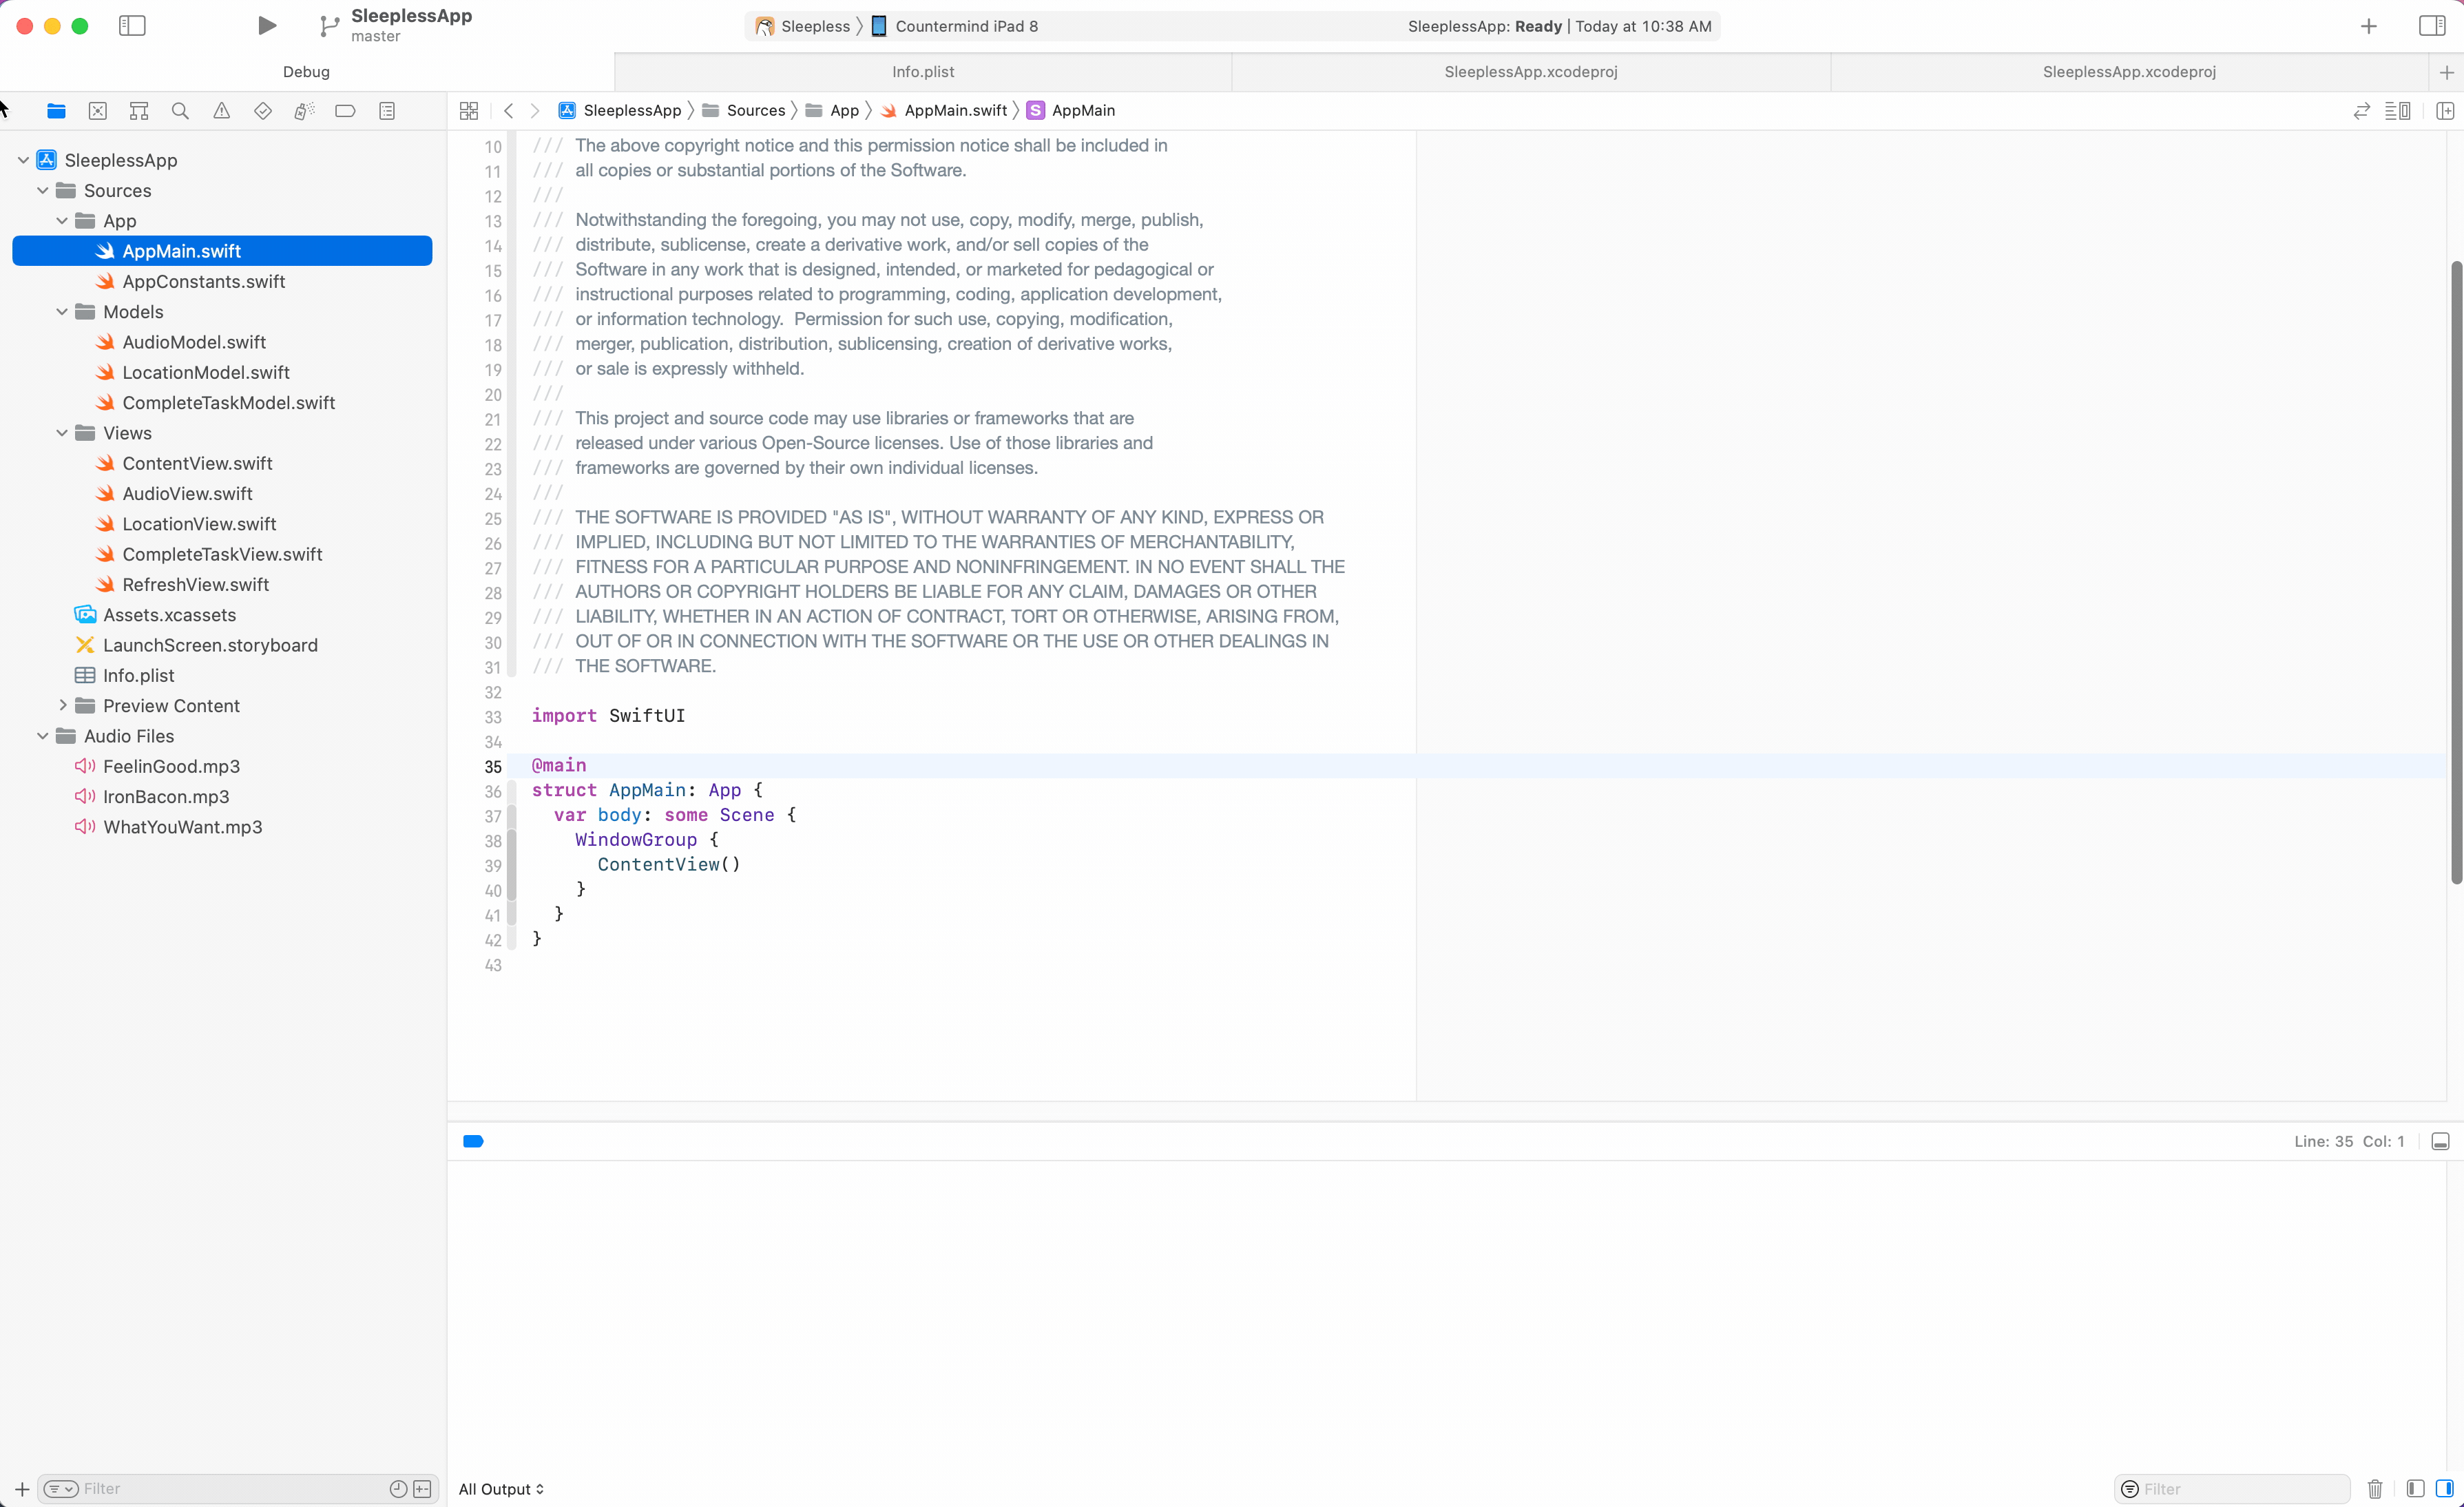 SleeplessApp
master
Sleepless
Countermind iPad 8
SleeplessApp: Ready | Today at 10:38 AM
Debug
Info.plist
SleeplessApp.xcodeproj
SleeplessApp.xcodeproj
SleeplessApp
Sources
App
AppMain.swift
S
AppMain
SleeplessApp
Sources
App
AppMain.swift
AppConstants.swift
Models
AudioModel.swift
LocationModel.swift
CompleteTaskModel.swift
Views
ContentView.swift
AudioView.swift
LocationView.swift
CompleteTaskView.swift
RefreshView.swift
Assets.xcassets
LaunchScreen.storyboard
Info.plist
Preview Content
Audio Files
FeelinGood.mp3
IronBacon.mp3
WhatYouWant.mp3
Filter
10 /// The above copyright notice and this permission notice shall be included in
11 /// all copies or substantial portions of the Software.
12 ///
13 /// Notwithstanding the foregoing, you may not use, copy, modify, merge, publish,
14 /// distribute, sublicense, create a derivative work, and/or sell copies of the
15 /// Software in any work that is designed, intended, or marketed for pedagogical or
16 /// instructional purposes related to programming, coding, application development,
17 /// or information technology.  Permission for such use, copying, modification,
18 /// merger, publication, distribution, sublicensing, creation of derivative works,
19 /// or sale is expressly withheld.
20 ///
21 /// This project and source code may use libraries or frameworks that are
22 /// released under various Open-Source licenses. Use of those libraries and
23 /// frameworks are governed by their own individual licenses.
24 ///
25 /// THE SOFTWARE IS PROVIDED "AS IS", WITHOUT WARRANTY OF ANY KIND, EXPRESS OR
26 /// IMPLIED, INCLUDING BUT NOT LIMITED TO THE WARRANTIES OF MERCHANTABILITY,
27 /// FITNESS FOR A PARTICULAR PURPOSE AND NONINFRINGEMENT. IN NO EVENT SHALL THE
28 /// AUTHORS OR COPYRIGHT HOLDERS BE LIABLE FOR ANY CLAIM, DAMAGES OR OTHER
29 /// LIABILITY, WHETHER IN AN ACTION OF CONTRACT, TORT OR OTHERWISE, ARISING FROM,
30 /// OUT OF OR IN CONNECTION WITH THE SOFTWARE OR THE USE OR OTHER DEALINGS IN
31 /// THE SOFTWARE.
32
33 import SwiftUI
34
35 @main
36 struct AppMain: App {
37   var body: some Scene {
38     WindowGroup {
39       ContentView()
40     }
41   }
42 }
43
Line: 35 Col: 1
All Output
Filter